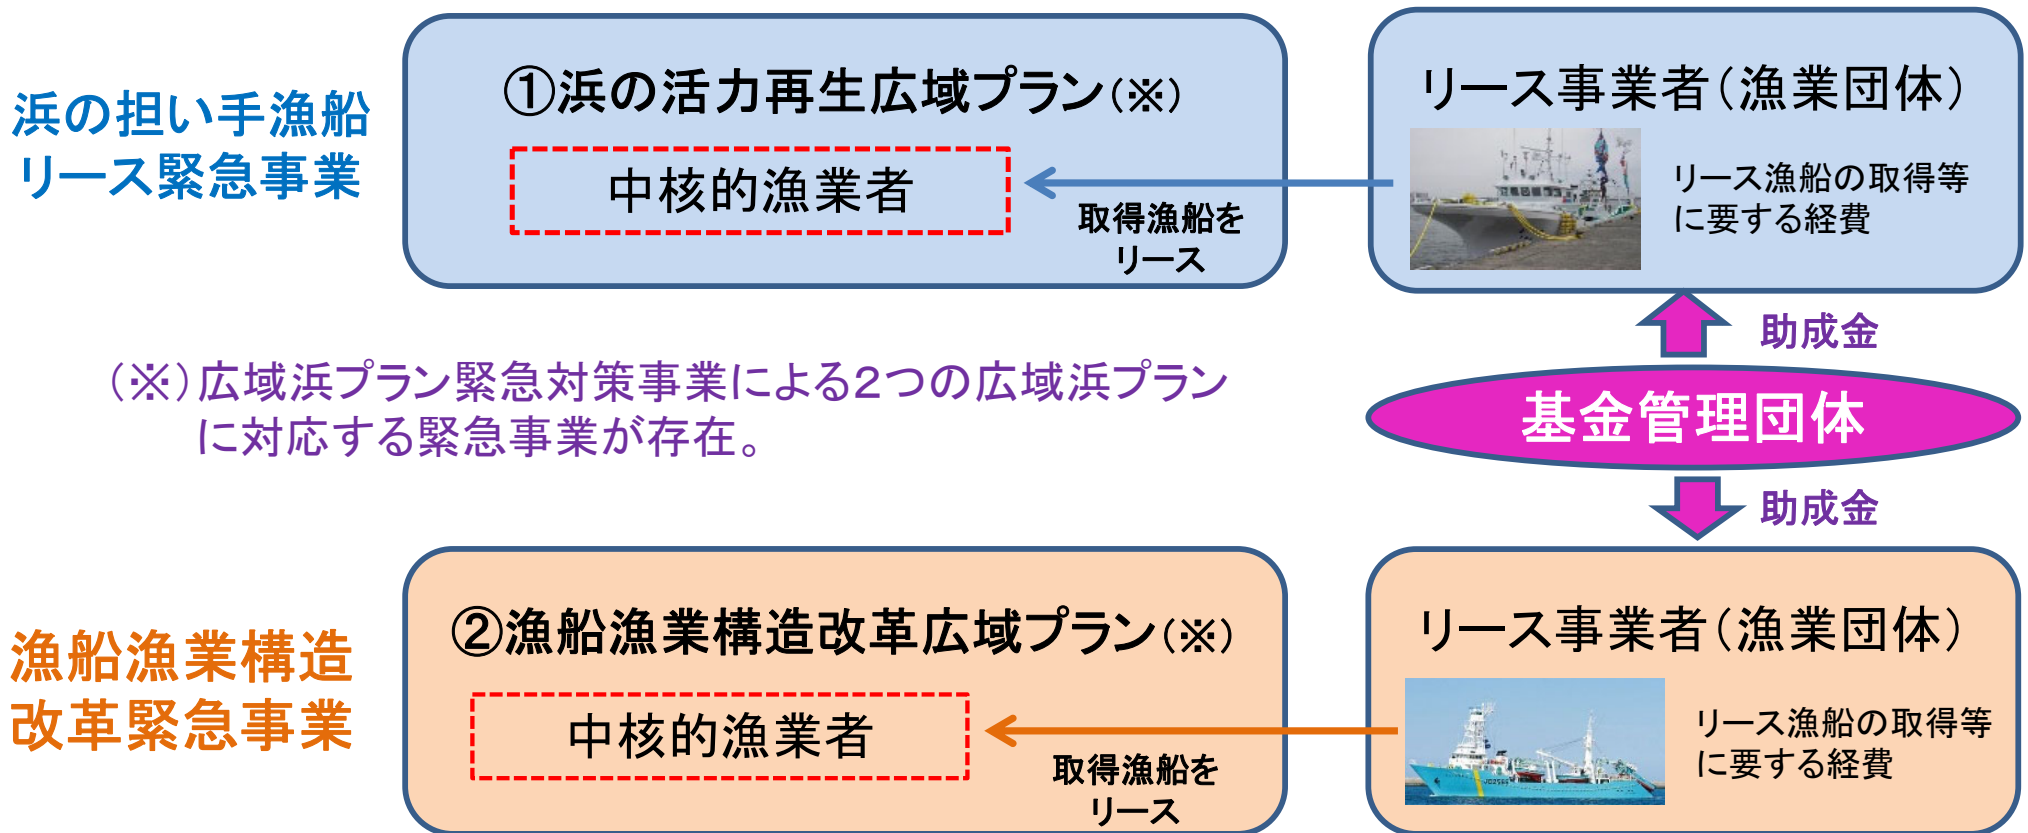 浜の担い手漁船
リース緊急事業
①浜の活力再生広域プラン(※)
中核的漁業者
取得漁船を
リース
リース事業者(漁業団体)
リース漁船の取得等
に要する経費
助成金
(※)広域浜プラン緊急対策事業による2つの広域浜プラン
に対応する緊急事業が存在。
基金管理団体
助成金
漁船漁業構造
改革緊急事業
②漁船漁業構造改革広域プラン(※)
中核的漁業者
取得漁船を
リース
リース事業者(漁業団体)
リース漁船の取得等
に要する経費